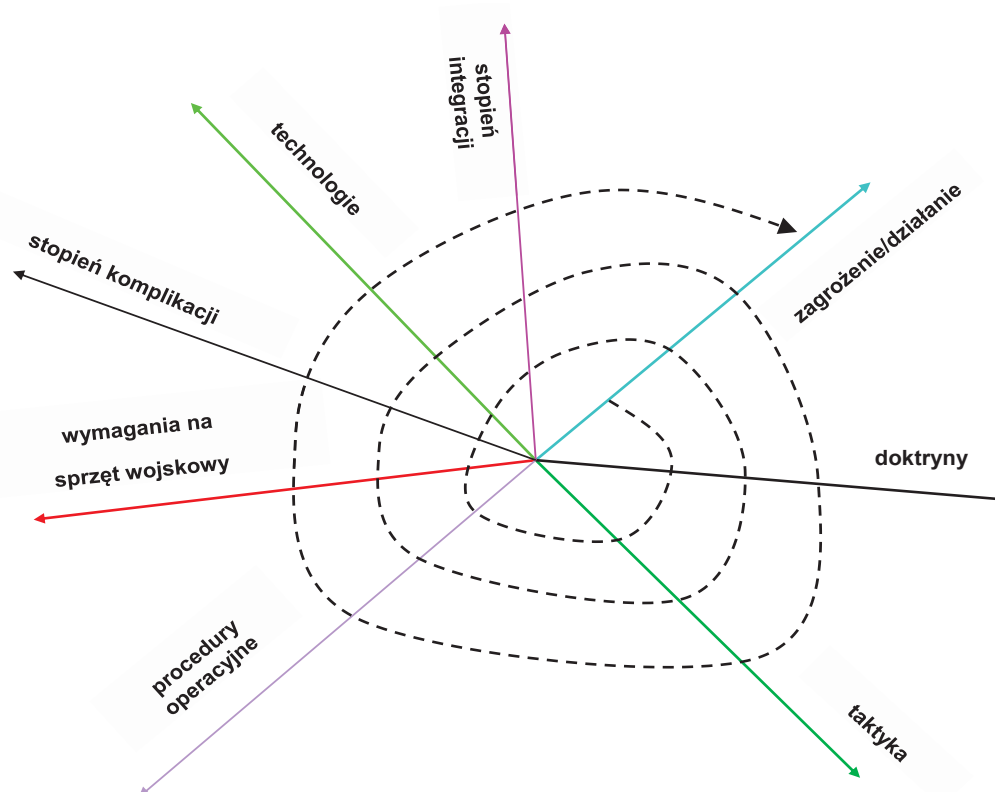 stopień
integracji
technologie
zagrożenie/działanie
stopień komplikacji
wymagania na
sprzęt wojskowy
doktryny
procedury
operacyjne
taktyka